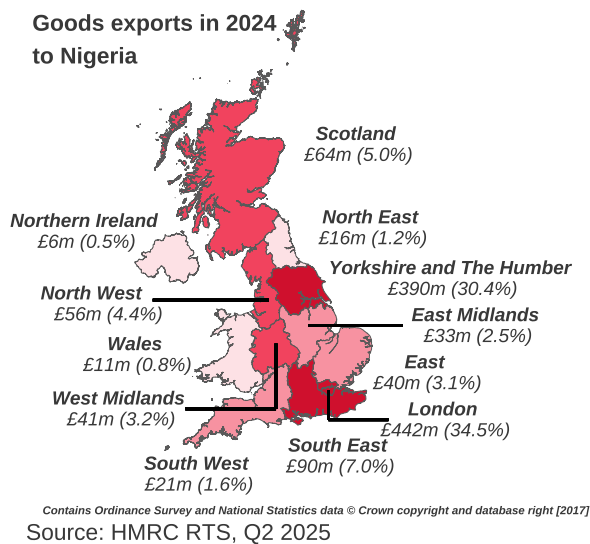 Goods exports in 2024
to Nigeria
Scotland
£64m (5.0%)
Northern Ireland
£6m (0.5%)
North East
£16m (1.2%)
Yorkshire and The Humber
£390m (30.4%)
North West
£56m (4.4%)
East Midlands
£33m (2.5%)
Wales
£11m (0.8%)
East
£40m (3.1%)
West Midlands
£41m (3.2%)
London
£442m (34.5%)
South East
£90m (7.0%)
South West
£21m (1.6%)
Contains Ordinance Survey and National Statistics data © Crown copyright and database right [2017]
Source: HMRC RTS, Q2 2025